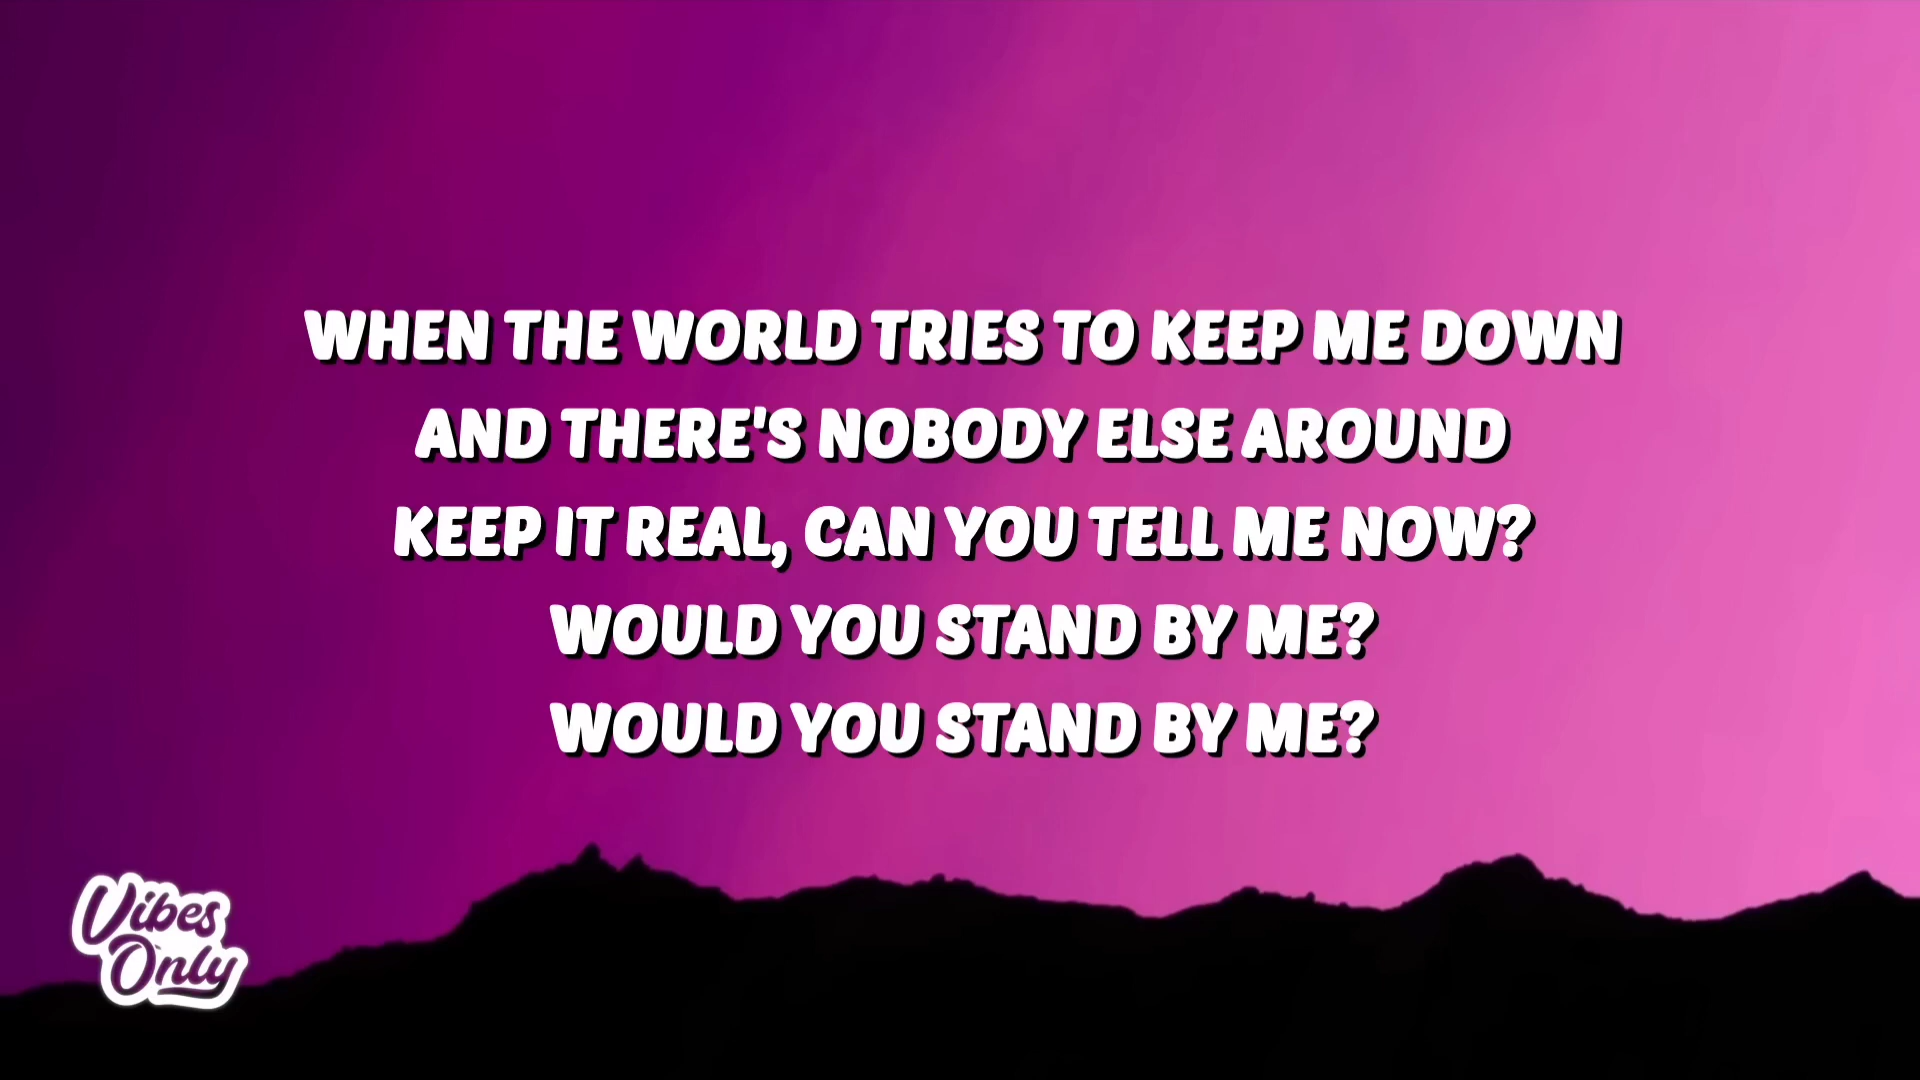 WHEN THE WORLD TRIES TO KEEP ME DOWN
AND THERE'S NOBODY ELSE AROUND
KEEP IT REAL, CAN YOU TELL ME NOW?
WOULD YOU STAND BY ME?
WOULD YOU STAND BY ME?
Vibes
Only